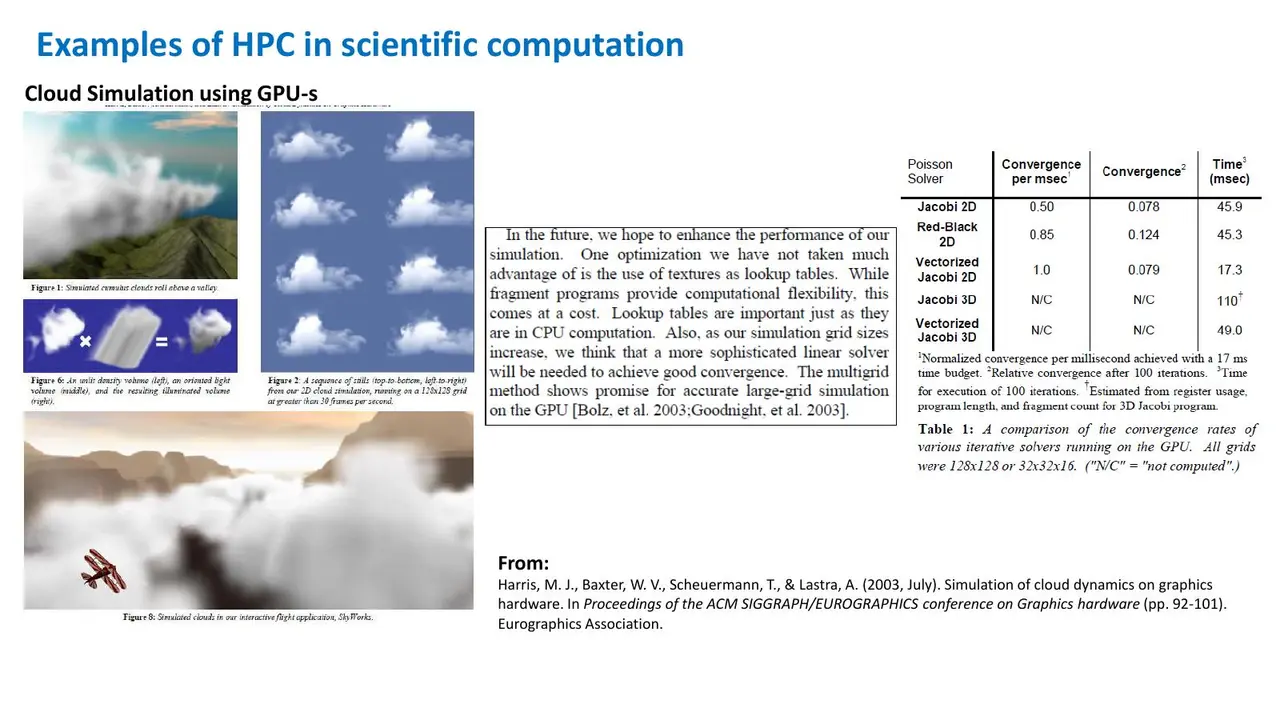 Examples of HPC in scientific computation
Cloud Simulation using GPU-s
Figure 1: Simulated cumulus clouds roll above a valley.
Figure 6: An unlit density volume (left), an oriented light
volume (middle), and the resulting illuminated volume
(right).
Figure 2: A sequence of stills (top-to-bottom, left-to-right)
from our 2D cloud simulation, running on a 128x128 grid
at greater than 30 frames per second.
Figure 8: Simulated clouds in our interactive flight application, SkyWorks.
In the future, we hope to enhance the performance of our
simulation. One optimization we have not taken much
advantage of is the use of textures as lookup tables. While
fragment programs provide computational flexibility, this
comes at a cost. Lookup tables are important just as they
are in CPU computation. Also, as our simulation grid sizes
increase, we think that a more sophisticated linear solver
will be needed to achieve good convergence. The multigrid
method shows promise for accurate large-grid simulation
on the GPU [Bolz, et al. 2003;Goodnight, et al. 2003].
Poisson Solver Convergence per msec¹ Convergence² Time³ (msec)
Jacobi 2D 0.50 0.078 45.9
Red-Black 2D 0.85 0.124 45.3
Vectorized Jacobi 2D 1.0 0.079 17.3
Jacobi 3D N/C N/C 110†
Vectorized Jacobi 3D N/C N/C 49.0
¹Normalized convergence per millisecond achieved with a 17 ms
time budget. ²Relative convergence after 100 iterations. ³Time
for execution of 100 iterations. †Estimated from register usage,
program length, and fragment count for 3D Jacobi program.
Table 1: A comparison of the convergence rates of
various iterative solvers running on the GPU. All grids
were 128x128 or 32x32x16. ("N/C" = "not computed".)
From:
Harris, M. J., Baxter, W. V., Scheuermann, T., & Lastra, A. (2003, July). Simulation of cloud dynamics on graphics
hardware. In Proceedings of the ACM SIGGRAPH/EUROGRAPHICS conference on Graphics hardware (pp. 92-101).
Eurographics Association.